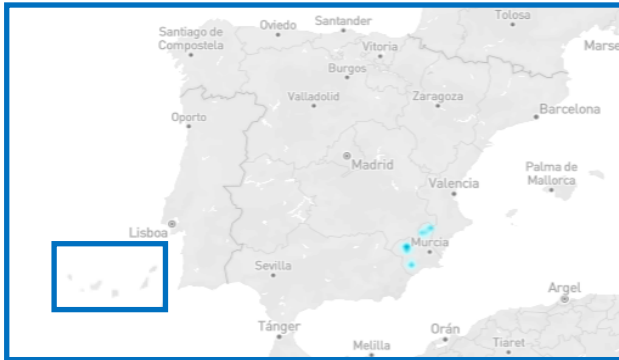 Tolosa
Santander
Oviedo
Santiago de
Compostela
Marse
Vitoria
Burgos
Valladolid
Zaragoza
Barcelona
Oporto
Madrid
Palma de
Mallorca
Valencia
Lisboa
Murcia
Sevilla
Argel
Tánger
Orán
Tiaret
Melilla